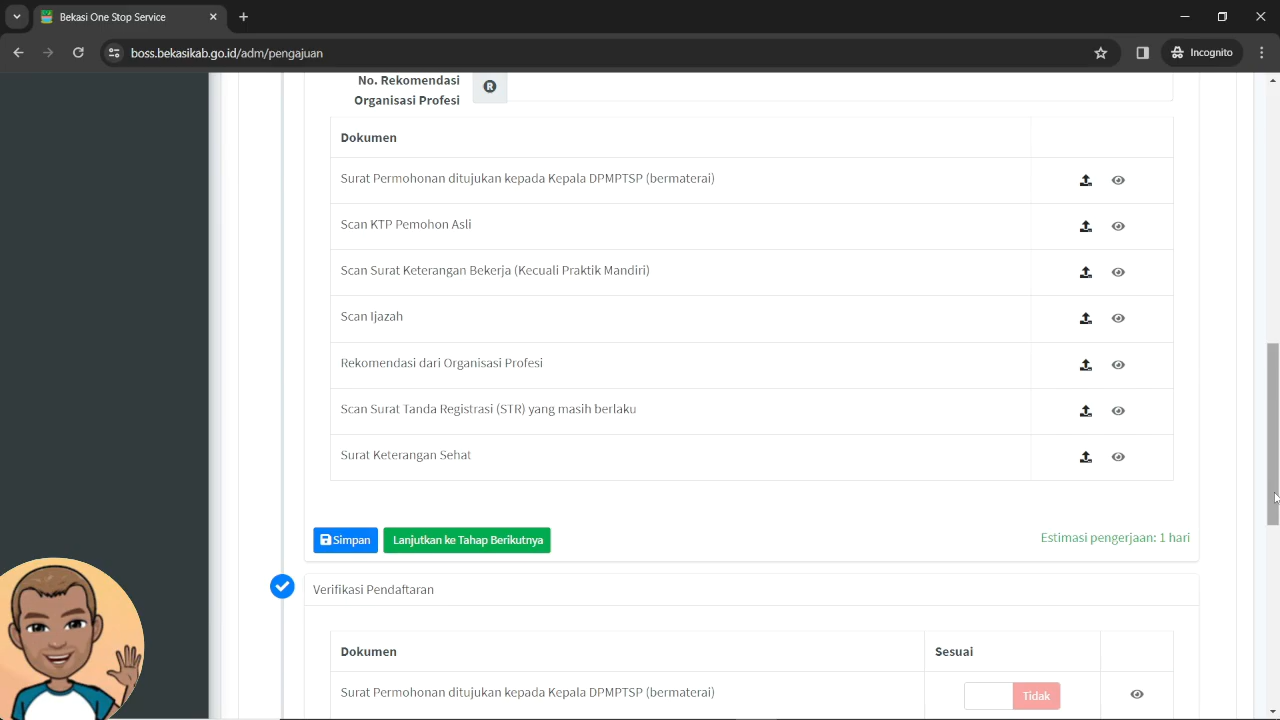 Bekasi One Stop Service
boss.bekasikab.go.id/adm/pengajuan
Incognito
No. Rekomendasi
Organisasi Profesi
R
Dokumen
Surat Permohonan ditujukan kepada Kepala DPMPTSP (bermaterai)
Scan KTP Pemohon Asli
Scan Surat Keterangan Bekerja (Kecuali Praktik Mandiri)
Scan Ijazah
Rekomendasi dari Organisasi Profesi
Scan Surat Tanda Registrasi (STR) yang masih berlaku
Surat Keterangan Sehat
Simpan
Lanjutkan ke Tahap Berikutnya
Estimasi pengerjaan: 1 hari
Verifikasi Pendaftaran
Dokumen
Sesuai
Surat Permohonan ditujukan kepada Kepala DPMPTSP (bermaterai)
Tidak